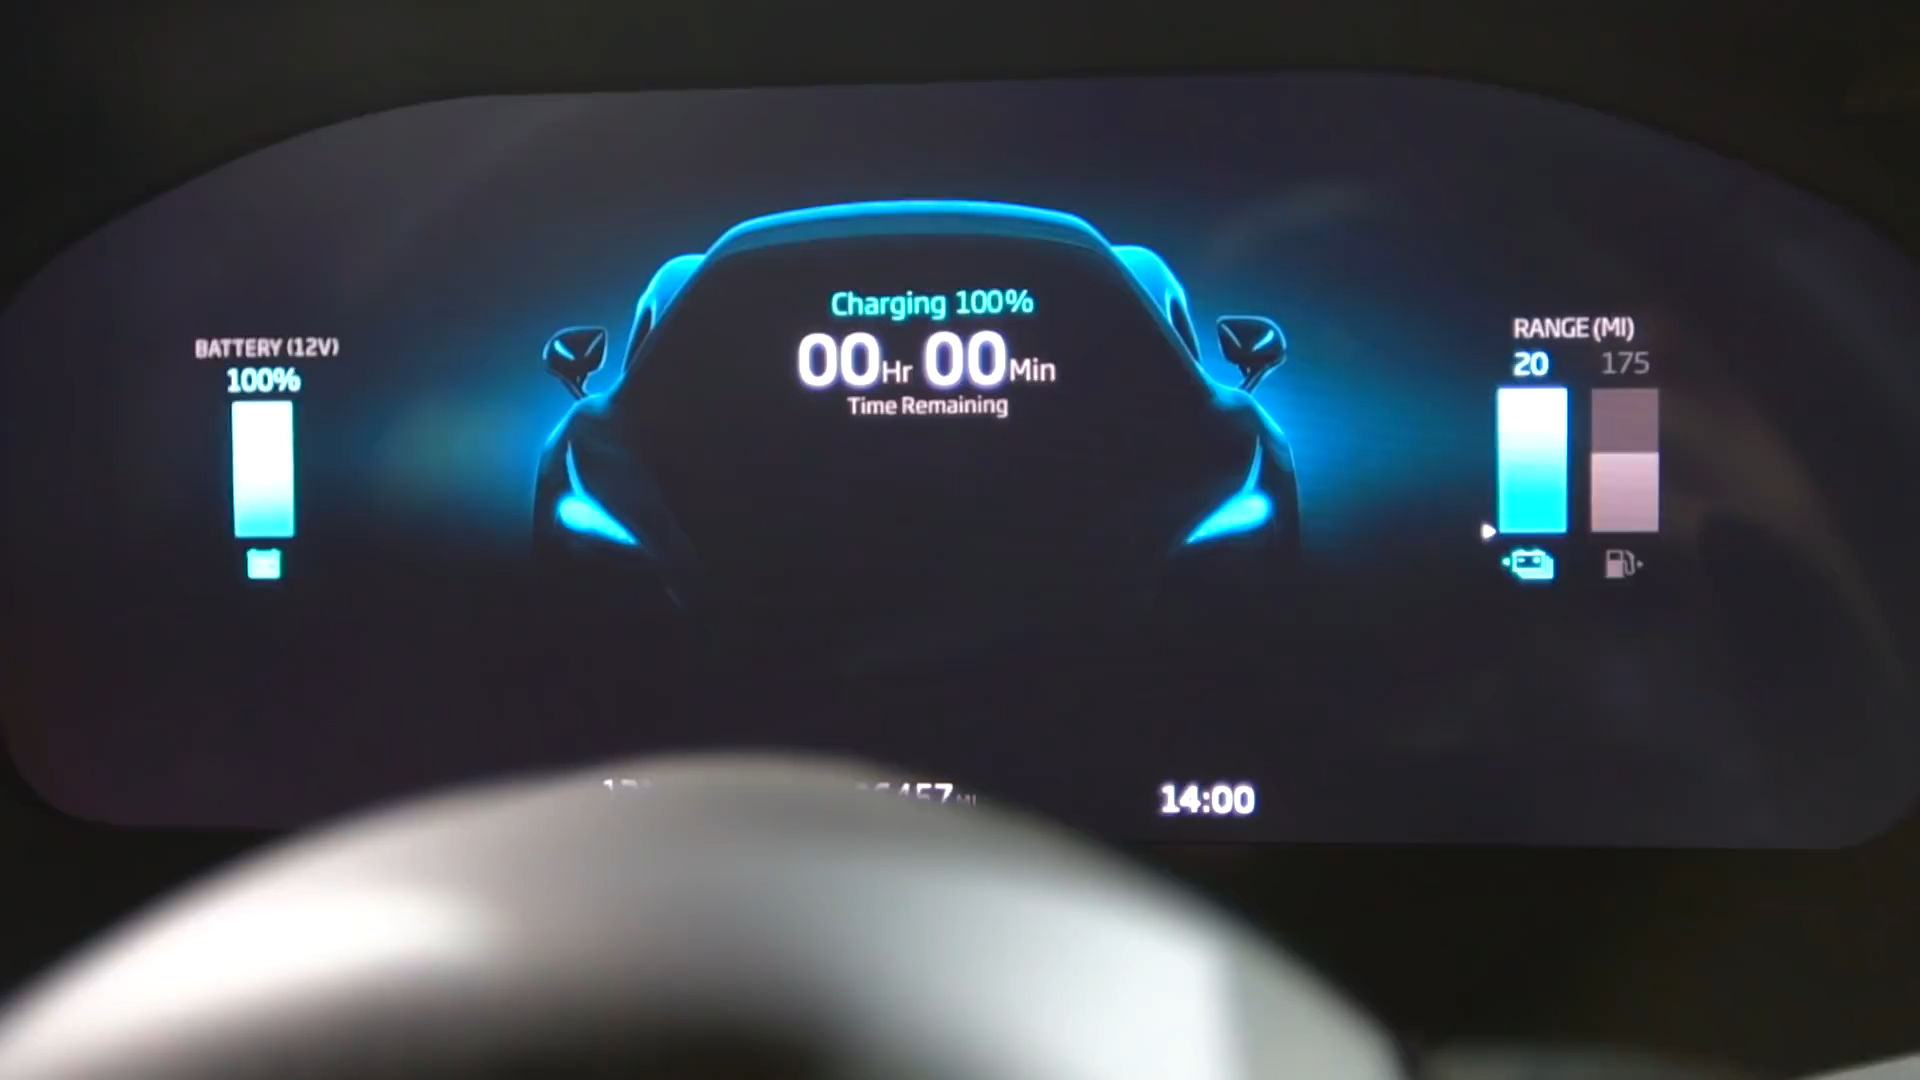 Charging 100%
00Hr 00Min
Time Remaining
BATTERY (12V)
100%
RANGE (MI)
20 175
14:00